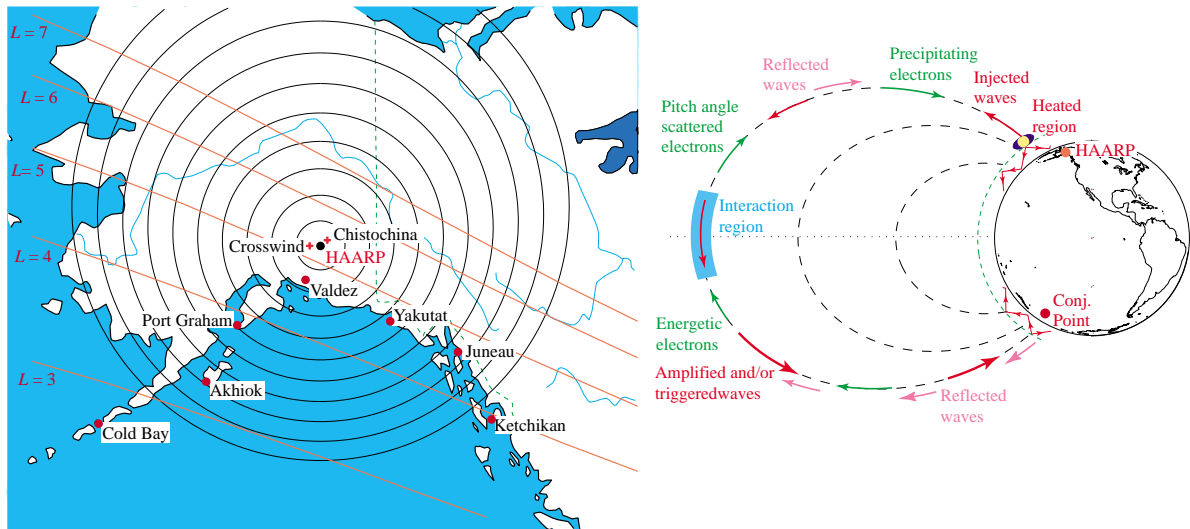 L = 7
L = 6
L = 5
L = 4
L = 3
Crosswind
Chistochina
HAARP
Valdez
Port Graham
Yakutat
Juneau
Akhiok
Ketchikan
Cold Bay
Reflected
waves
Precipitating
electrons
Injected
waves
Heated
region
HAARP
Pitch angle
scattered
electrons
Interaction
region
Conj.
Point
Energetic
electrons
Amplified and/or
triggeredwaves
Reflected
waves